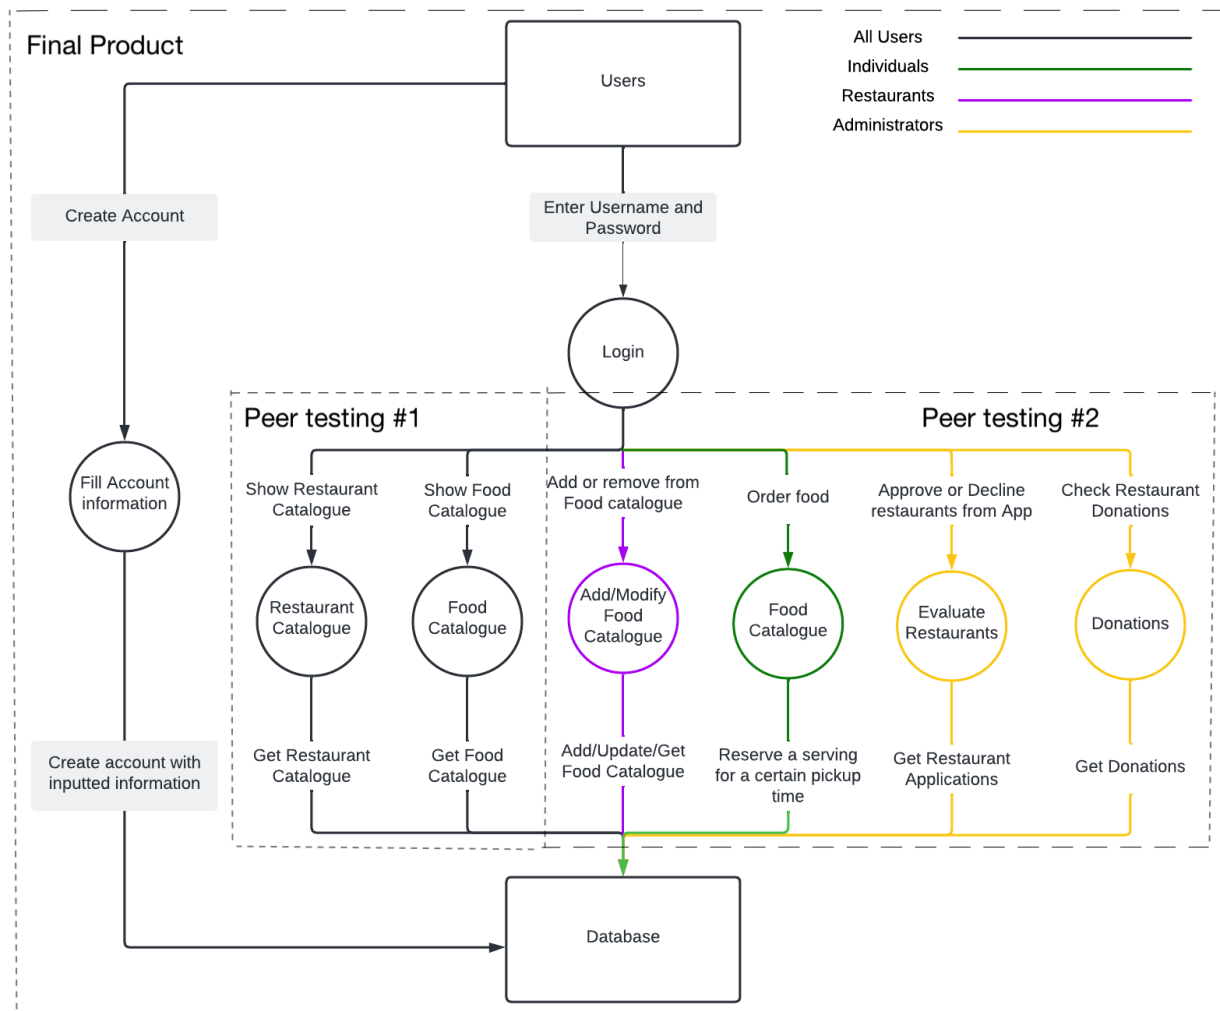 Final Product
Users
All Users
Individuals
Restaurants
Administrators
Create Account
Enter Username and
Password
Login
Peer testing #1
Peer testing #2
Fill Account
information
Show Restaurant
Catalogue
Show Food
Catalogue
Add or remove from
Food catalogue
Order food
Approve or Decline
restaurants from App
Check Restaurant
Donations
Restaurant
Catalogue
Food
Catalogue
Add/Modify
Food
Catalogue
Food
Catalogue
Evaluate
Restaurants
Donations
Create account with
inputted information
Get Restaurant
Catalogue
Get Food
Catalogue
Add/Update/Get
Food Catalogue
Reserve a serving
for a certain pickup
time
Get Restaurant
Applications
Get Donations
Database